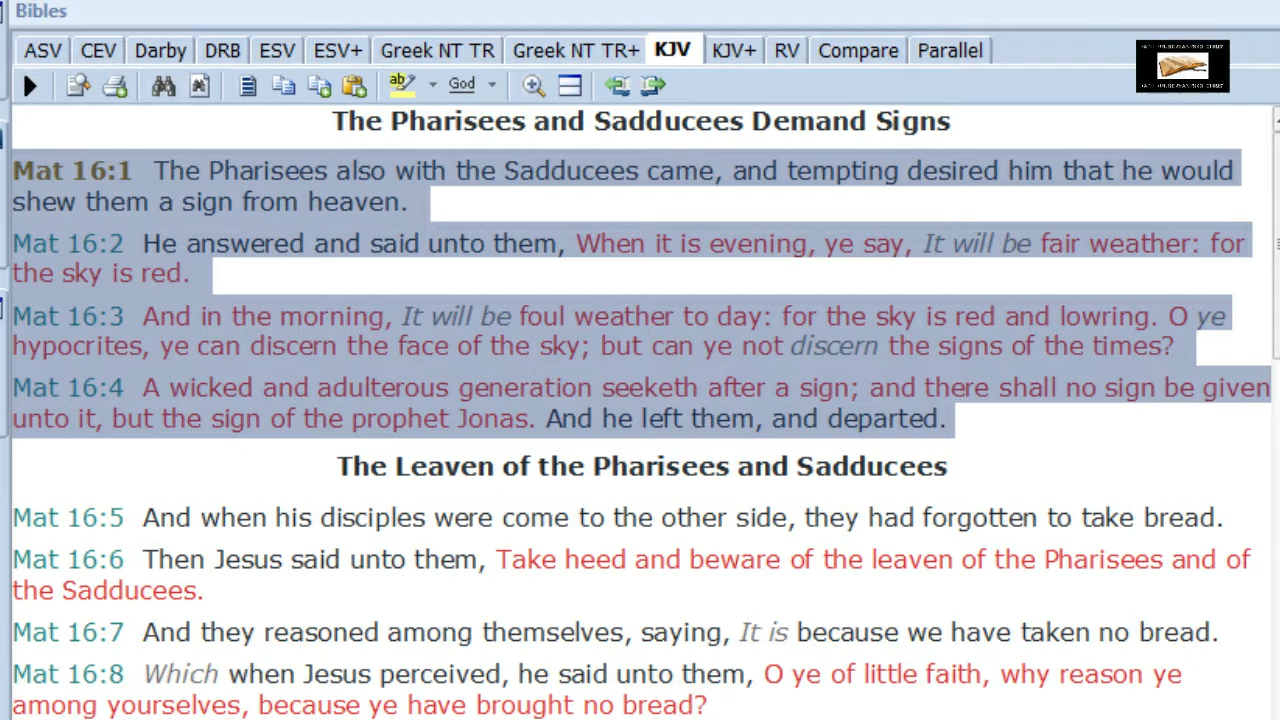 Bibles
ASV CEV Darby DRB ESV ESV+ Greek NT TR Greek NT TR+ KJV KJV+ RV Compare Parallel
ab God
The Pharisees and Sadducees Demand Signs
Mat 16:1 The Pharisees also with the Sadducees came, and tempting desired him that he would
shew them a sign from heaven.
Mat 16:2 He answered and said unto them, When it is evening, ye say, It will be fair weather: for
the sky is red.
Mat 16:3 And in the morning, It will be foul weather to day: for the sky is red and lowring. O ye
hypocrites, ye can discern the face of the sky; but can ye not discern the signs of the times?
Mat 16:4 A wicked and adulterous generation seeketh after a sign; and there shall no sign be given
unto it, but the sign of the prophet Jonas. And he left them, and departed.
The Leaven of the Pharisees and Sadducees
Mat 16:5 And when his disciples were come to the other side, they had forgotten to take bread.
Mat 16:6 Then Jesus said unto them, Take heed and beware of the leaven of the Pharisees and of
the Sadducees.
Mat 16:7 And they reasoned among themselves, saying, It is because we have taken no bread.
Mat 16:8 Which when Jesus perceived, he said unto them, O ye of little faith, why reason ye
among yourselves, because ye have brought no bread?